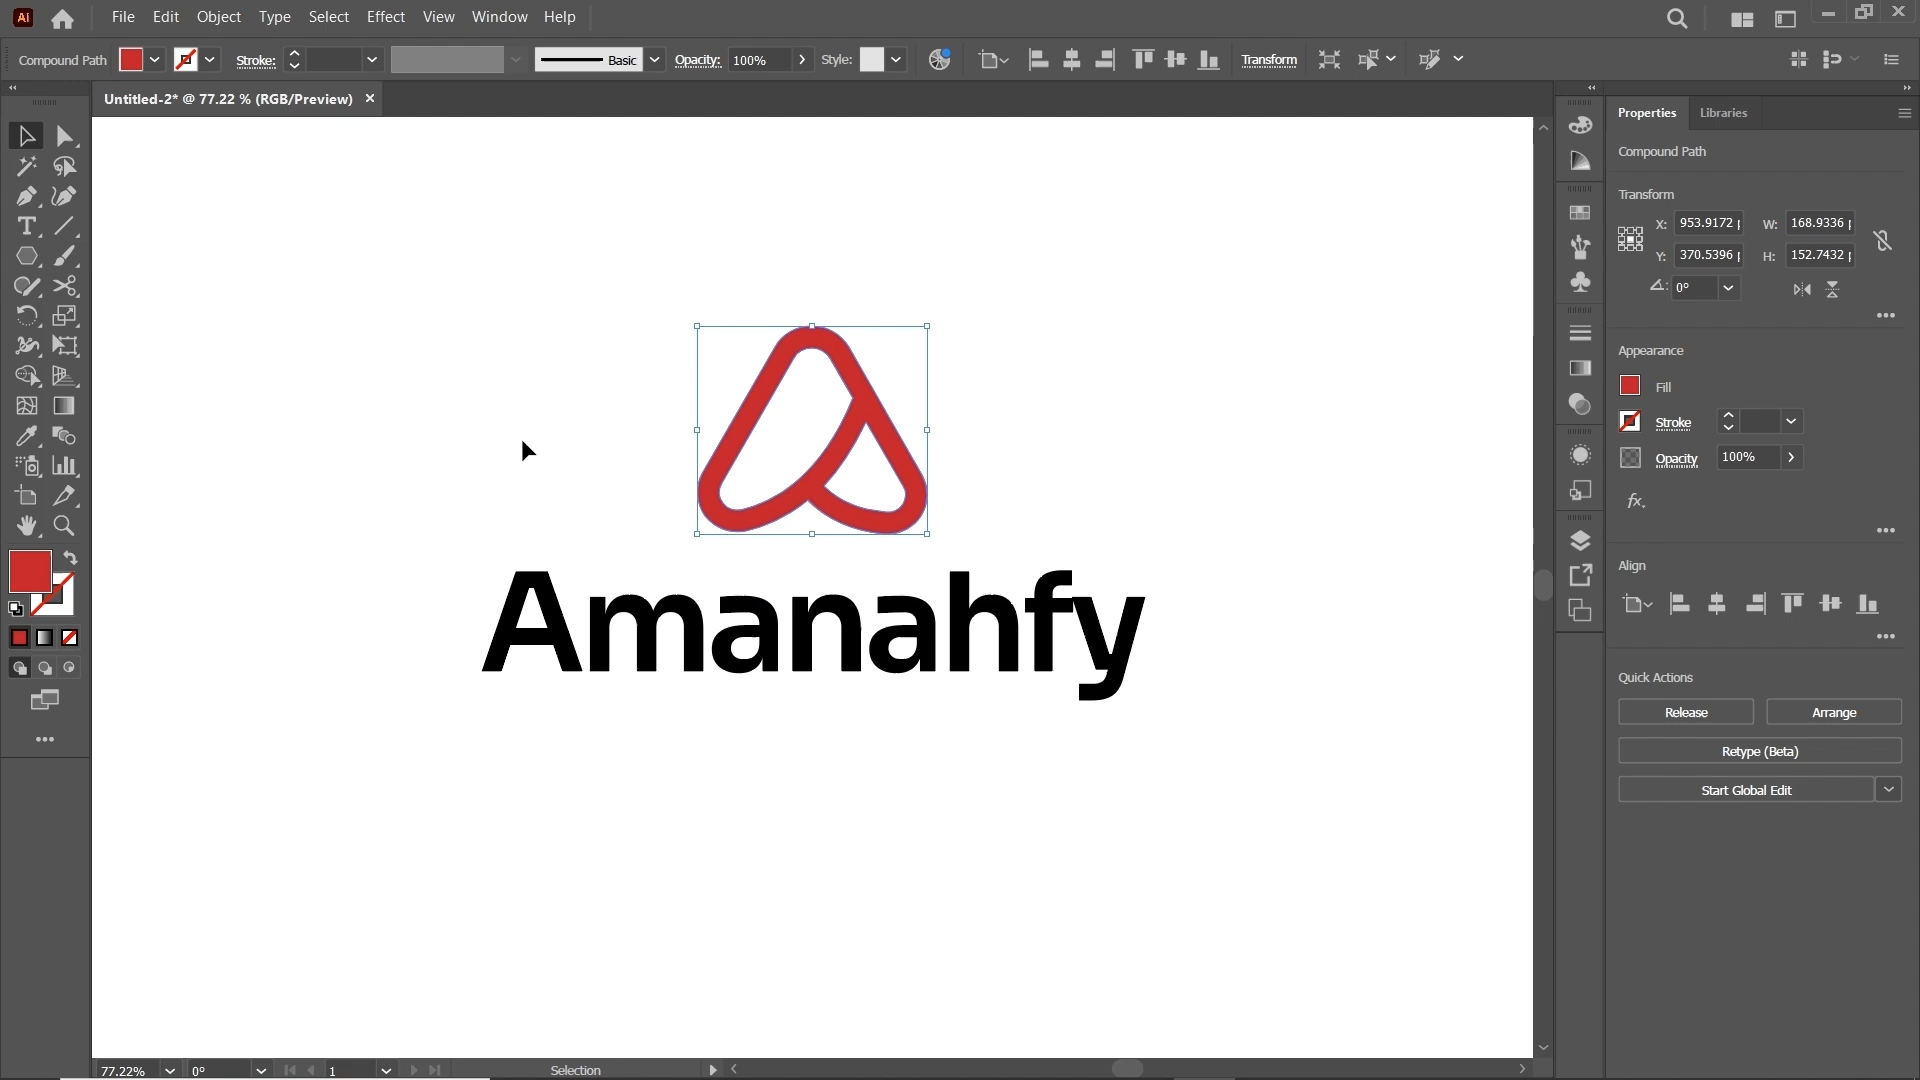 Ai File Edit Object Type Select Effect View Window Help
Compound Path Stroke: Basic Opacity: 100% Style: Transform
Untitled-2* @ 77.22 % (RGB/Preview) ×
Properties Libraries
Compound Path
Transform
X: 953.9172 p W: 168.9336 p
Y: 370.5396 p H: 152.7432 p
0°
Appearance
Fill
Stroke
Opacity 100%
fx.
Align
Quick Actions
Release Arrange
Retype (Beta)
Start Global Edit
Amanahfy
77.22% 0° 1 Selection